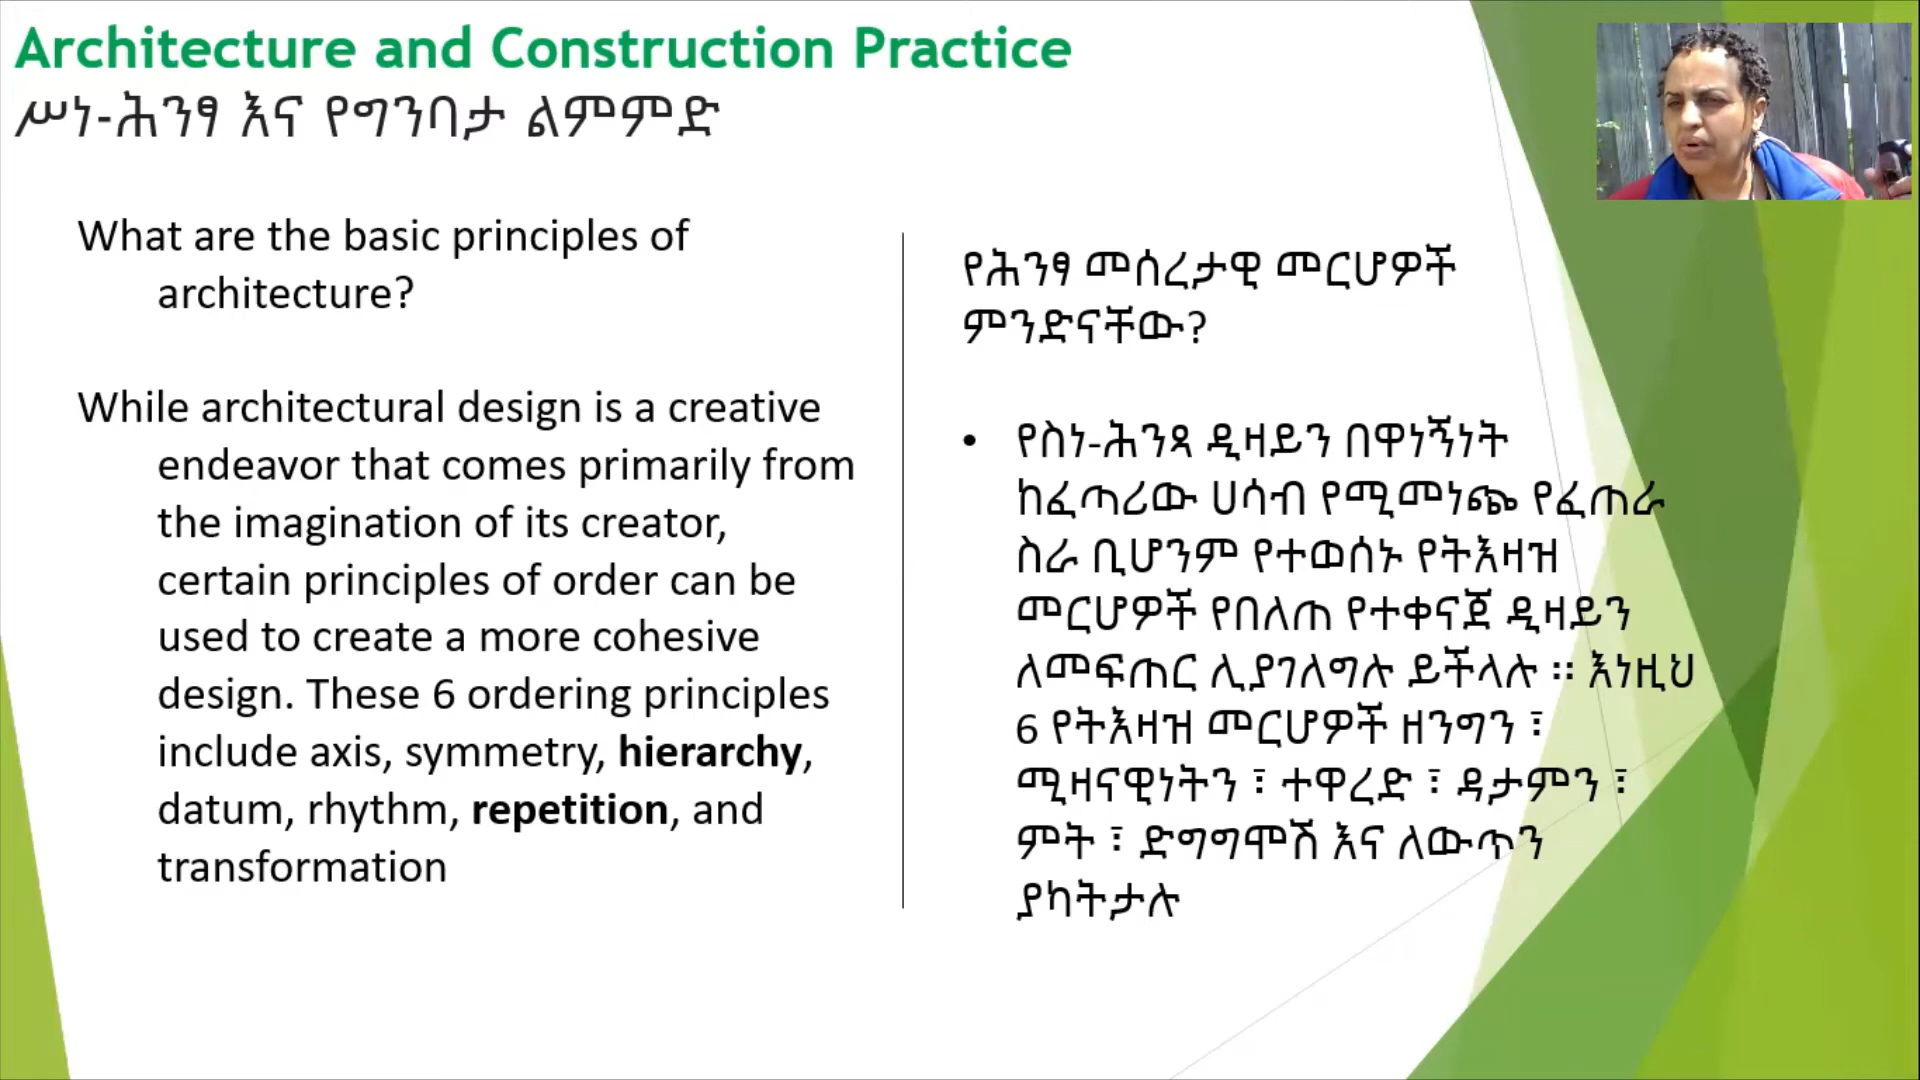 Architecture and Construction Practice
ሥነ-ሕንፃ እና የግንባታ ልምምድ
What are the basic principles of
architecture?
While architectural design is a creative
endeavor that comes primarily from
the imagination of its creator,
certain principles of order can be
used to create a more cohesive
design. These 6 ordering principles
include axis, symmetry, hierarchy,
datum, rhythm, repetition, and
transformation
የሕንፃ መሰረታዊ መርሆዎች
ምንድናቸው?
• የስነ-ሕንጻ ዲዛይን በዋነኝነት
ከፈጣሪው ሀሳብ የሚመነጭ የፈጠራ
ስራ ቢሆንም የተወሰኑ የትእዛዝ
መርሆዎች የበለጠ የተቀናጀ ዲዛይን
ለመፍጠር ሊያገለግሉ ይችላሉ ፡፡ እነዚህ
6 የትእዛዝ መርሆዎች ዘንግን ፣
ሚዛናዊነትን ፣ ተዋረድ ፣ ዳታምን ፣
ምት ፣ ድግግሞሽ እና ለውጥን
ያካትታሉ